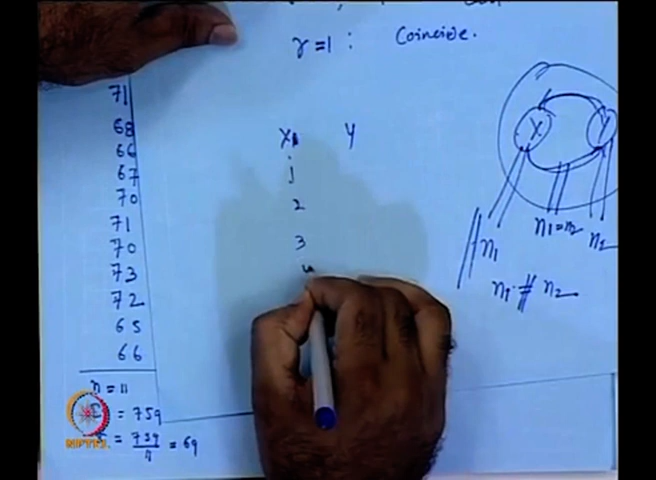 r = 1 : Coincide.
71
68
66
67
70
71
70
73
72
65
66
n = 11
= 759
= 759/11 = 69
X Y
1
2
3
4
X Y
n1 n1 = n2 n2
n1 ≠ n2
NPTEL